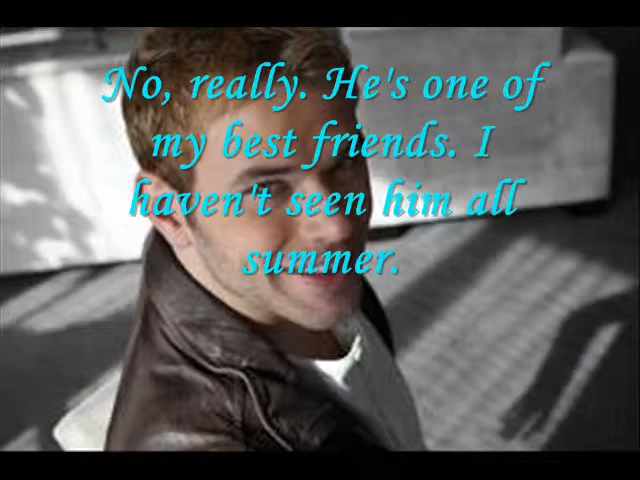 No, really. He's one of
my best friends. I
haven't seen him all
summer.